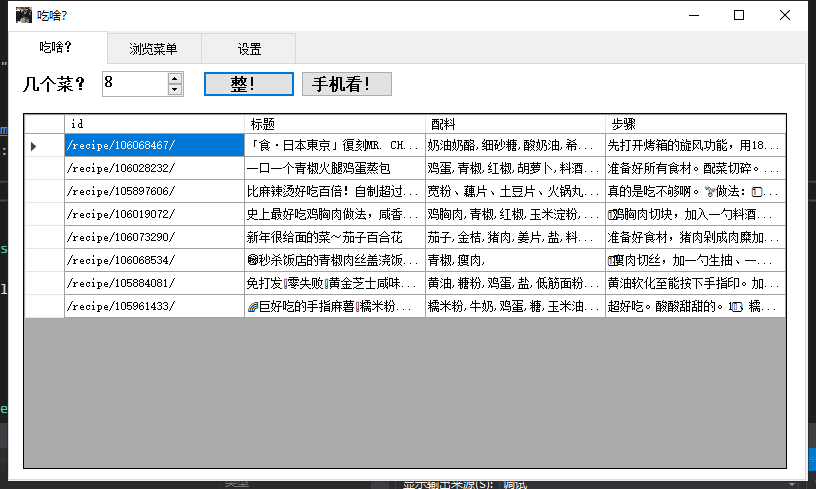 吃啥?
吃啥? 浏览菜单 设置
几个菜? 8 整! 手机看!
id 标题 配料 步骤
/recipe/106068467/ 「食·日本東京」復刻MR. CH... 奶油奶酪,细砂糖,酸奶油,希... 先打开烤箱的旋风功能，用18...
/recipe/106028232/ 一口一个青椒火腿鸡蛋蒸包 鸡蛋,青椒,红椒,胡萝卜,料酒... 准备好所有食材。配菜切碎。...
/recipe/105897606/ 比麻辣烫好吃百倍！自制超过... 宽粉、藕片、土豆片、火锅丸... 真的是吃不够啊。做法：...
/recipe/106019072/ 史上最好吃鸡胸肉做法，咸香... 鸡胸肉,青椒,红椒,玉米淀粉,... 鸡胸肉切块，加入一勺料酒...
/recipe/106073290/ 新年很给面的菜～茄子百合花 茄子,金桔,猪肉,姜片,盐,料... 准备好食材，猪肉剁成肉糜加...
/recipe/106068534/ 秒杀饭店的青椒肉丝盖浇饭... 青椒,瘦肉, 瘦肉切丝，加一勺生抽、一...
/recipe/105884081/ 免打发零失败黄金芝士咸味... 黄油,糖粉,鸡蛋,盐,低筋面粉... 黄油软化至能按下手指印。加...
/recipe/105961433/ 巨好吃的手指麻薯糯米粉... 糯米粉,牛奶,鸡蛋,糖,玉米油... 超好吃。酸酸甜甜的。1 糯...
类型 显示输出来源(S): 调试